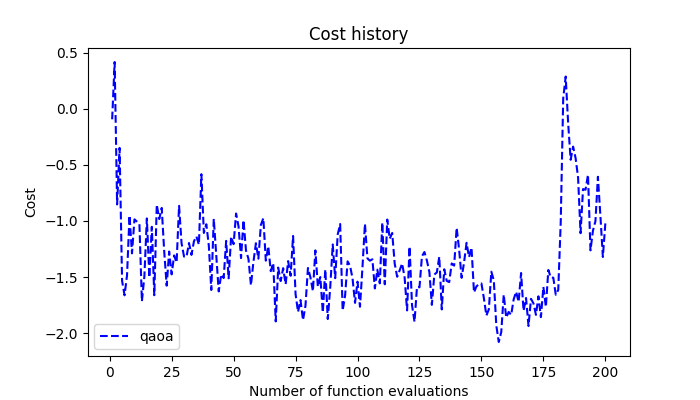 Cost history
Cost
0.5
0.0
−0.5
−1.0
−1.5
−2.0
qaoa
0 25 50 75 100 125 150 175 200
Number of function evaluations